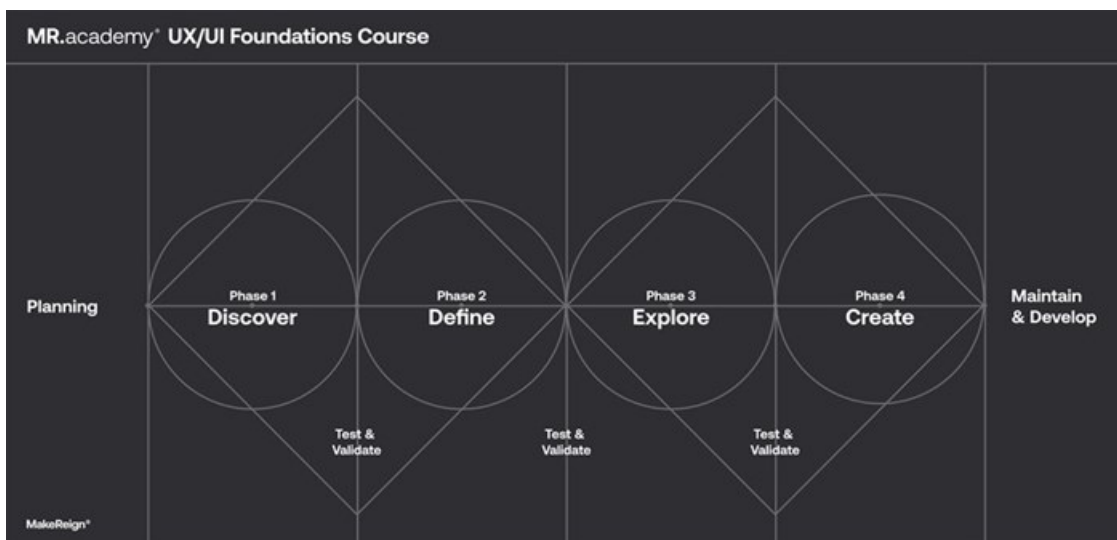 MR.academy® UX/UI Foundations Course
Planning
Phase 1
Discover
Phase 2
Define
Phase 3
Explore
Phase 4
Create
Maintain
& Develop
Test &
Validate
Test &
Validate
Test &
Validate
MakeReign®